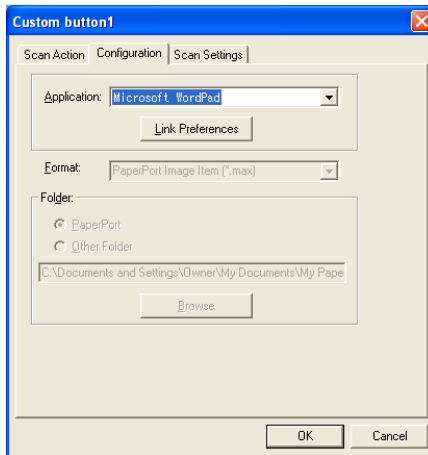 Custom button1
Scan Action Configuration Scan Settings
Application: Microsoft WordPad
Link Preferences
Format: PaperPort Image Item (*.max)
Folder:
PaperPort
Other Folder
C:\Documents and Settings\Owner\My Documents\My Pape
Browse
OK Cancel